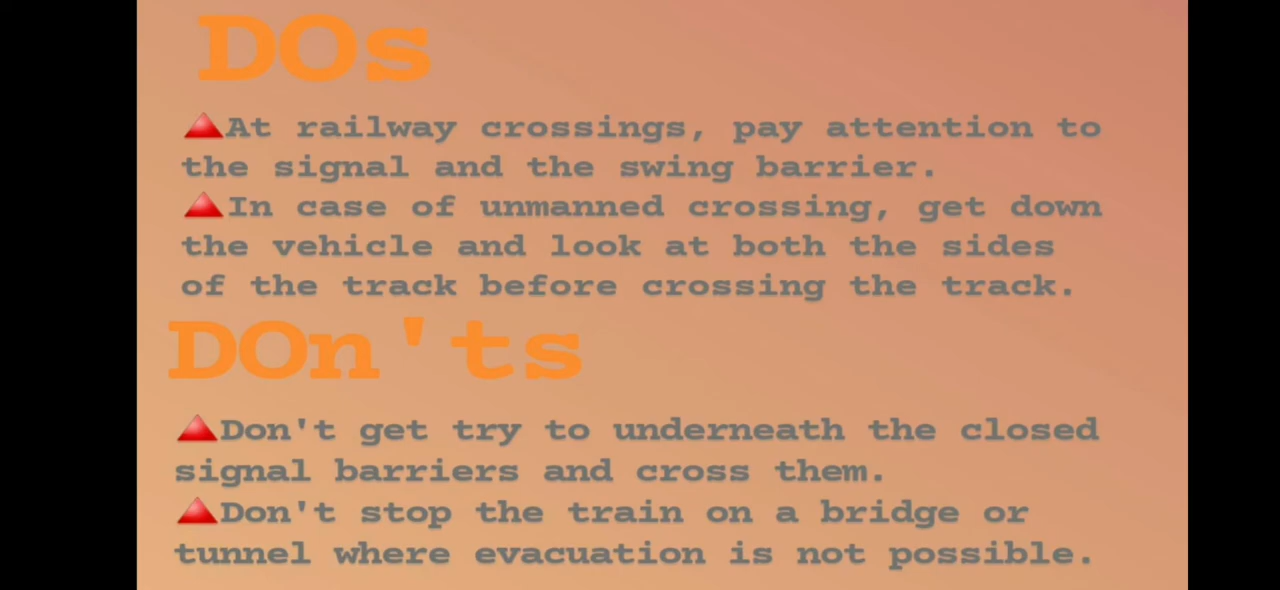 DOs
🔺At railway crossings, pay attention to
the signal and the swing barrier.
🔺In case of unmanned crossing, get down
the vehicle and look at both the sides
of the track before crossing the track.
DOn'ts
🔺Don't get try to underneath the closed
signal barriers and cross them.
🔺Don't stop the train on a bridge or
tunnel where evacuation is not possible.